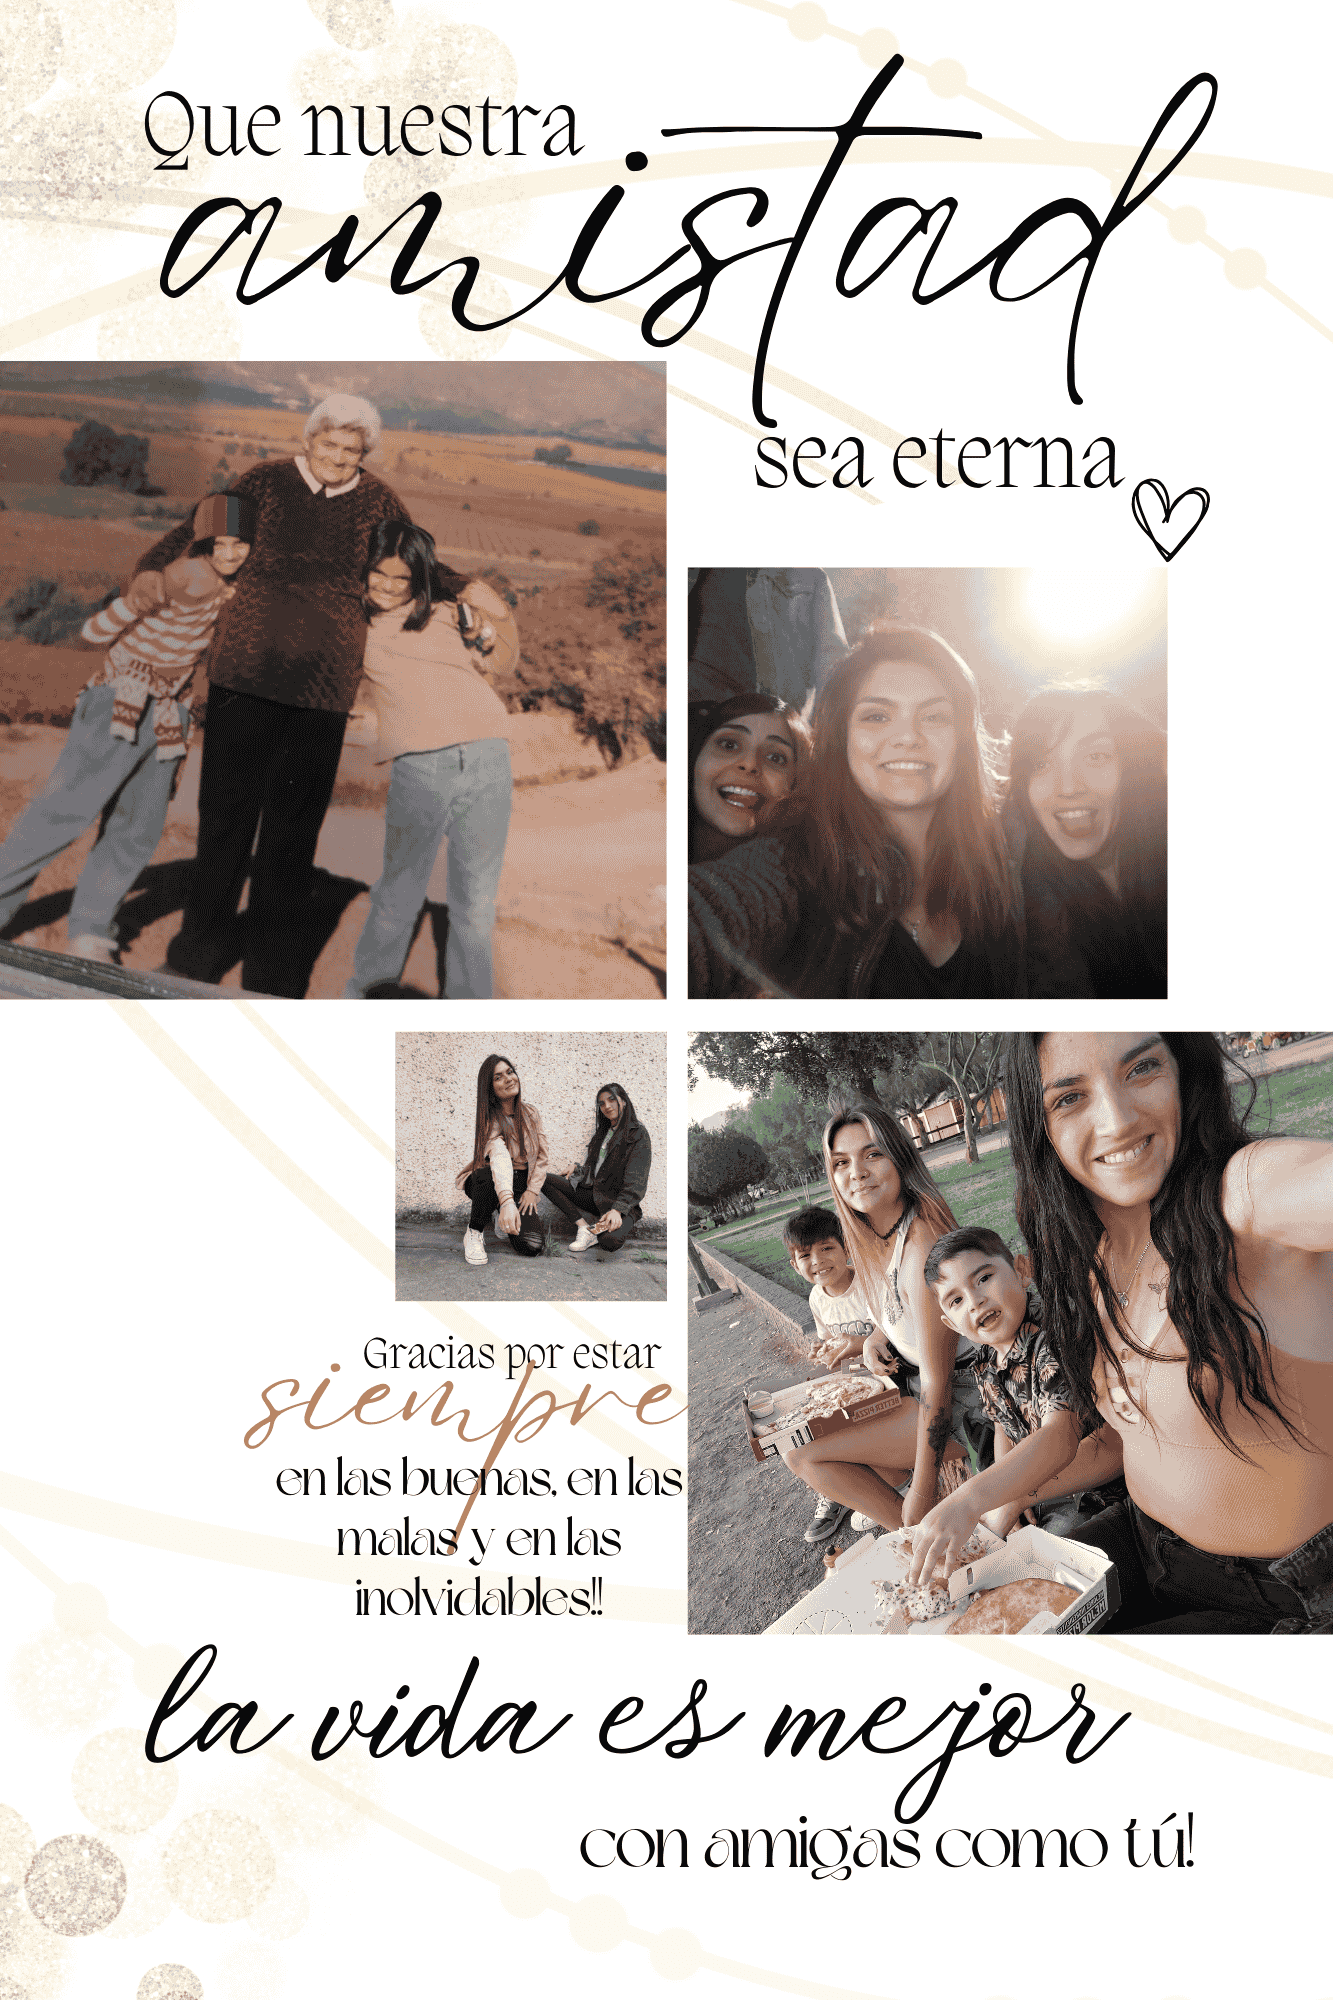 Que nuestra
amistad
sea eterna
Gracias por estar
siempre
en las buenas, en las
malas y en las
inolvidables!!
la vida es mejor
con amigas como tú!